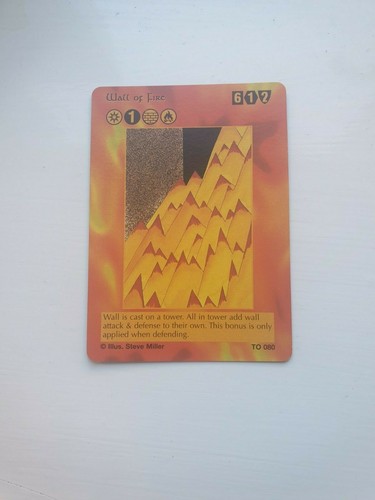 Wall of Fire
6 1 2
1
Wall is cast on a tower. All in tower add wall
attack & defense to their own. This bonus is only
applied when defending.
© Illus. Steve Miller
TO 080